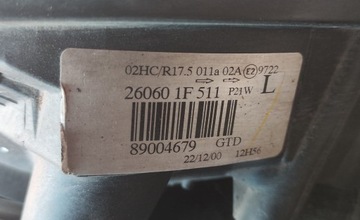 02HC/R17.5 011a 02A E2 9722
26060 1F 511 P21W L
89004679 GTD
22/12/00 12H56